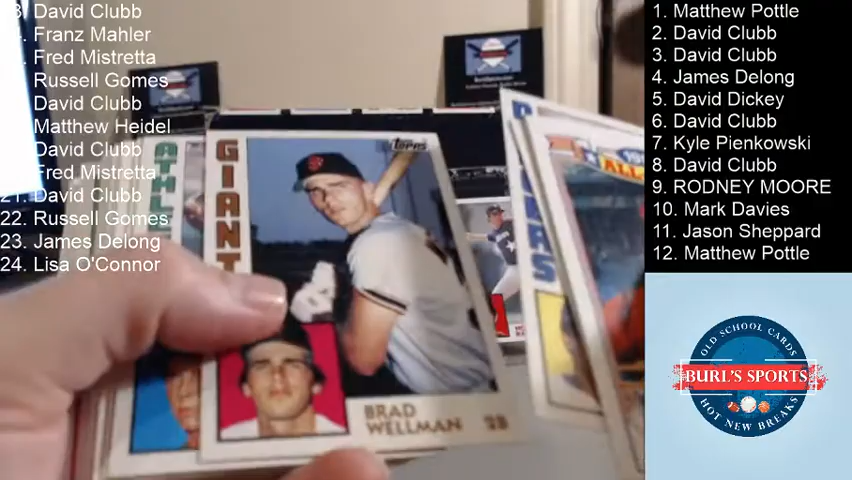 David Clubb
Franz Mahler
Fred Mistretta
Russell Gomes
David Clubb
Matthew Heidel
David Clubb
Fred Mistretta
21. David Clubb
22. Russell Gomes
23. James Delong
24. Lisa O'Connor
1. Matthew Pottle
2. David Clubb
3. David Clubb
4. James Delong
5. David Dickey
6. David Clubb
7. Kyle Pienkowski
8. David Clubb
9. RODNEY MOORE
10. Mark Davies
11. Jason Sheppard
12. Matthew Pottle
GIANT
Topps
BRAD
WELLMAN 2B
OLD SCHOOL CARDS
BURL'S SPORTS
HOT NEW BREAKS